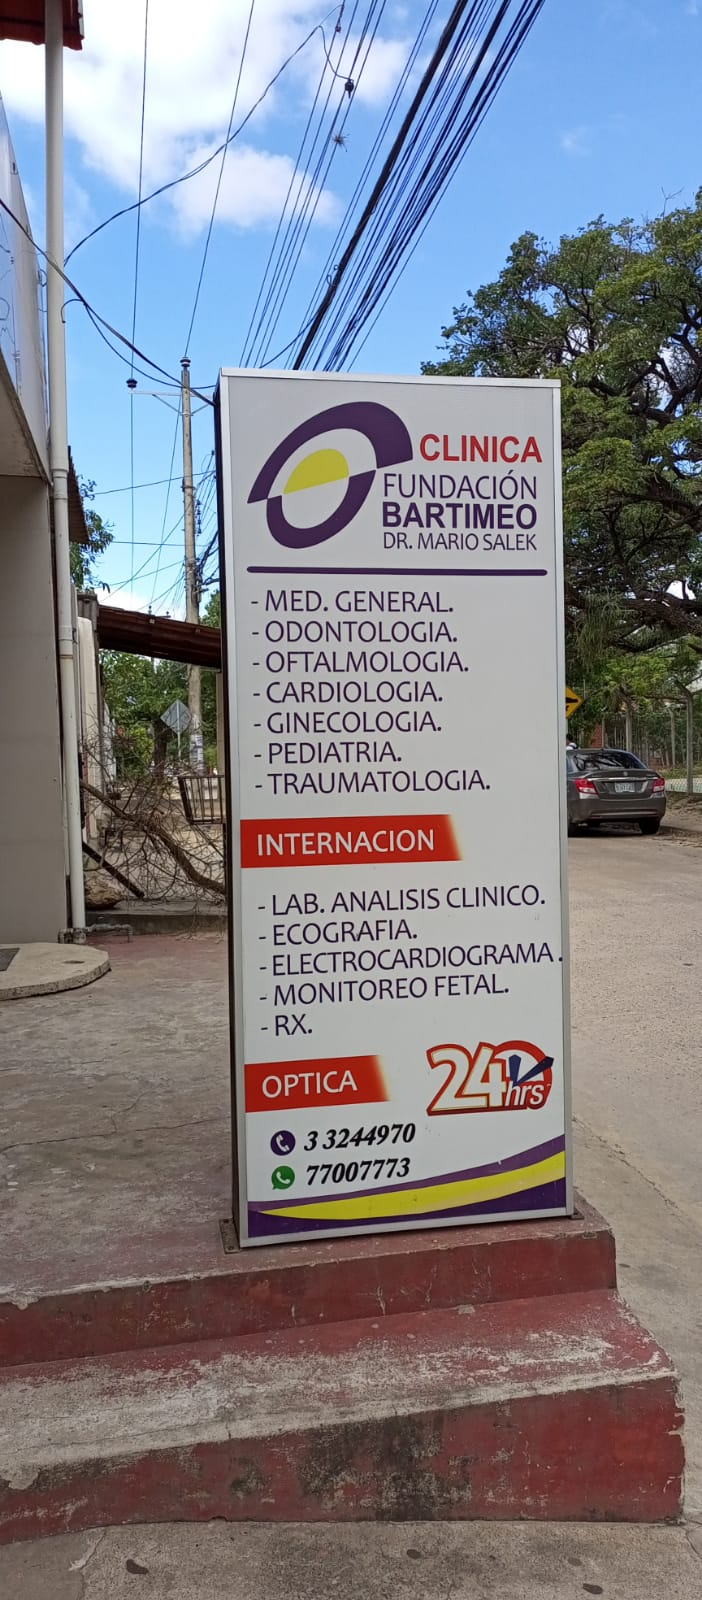 CLINICA
FUNDACIÓN
BARTIMEO
DR. MARIO SALEK
- MED. GENERAL.
- ODONTOLOGIA.
- OFTALMOLOGIA.
- CARDIOLOGIA.
- GINECOLOGIA.
- PEDIATRIA.
- TRAUMATOLOGIA.
INTERNACION
- LAB. ANALISIS CLINICO.
- ECOGRAFIA.
- ELECTROCARDIOGRAMA.
- MONITOREO FETAL.
- RX.
OPTICA
24hrs
3 3244970
77007773